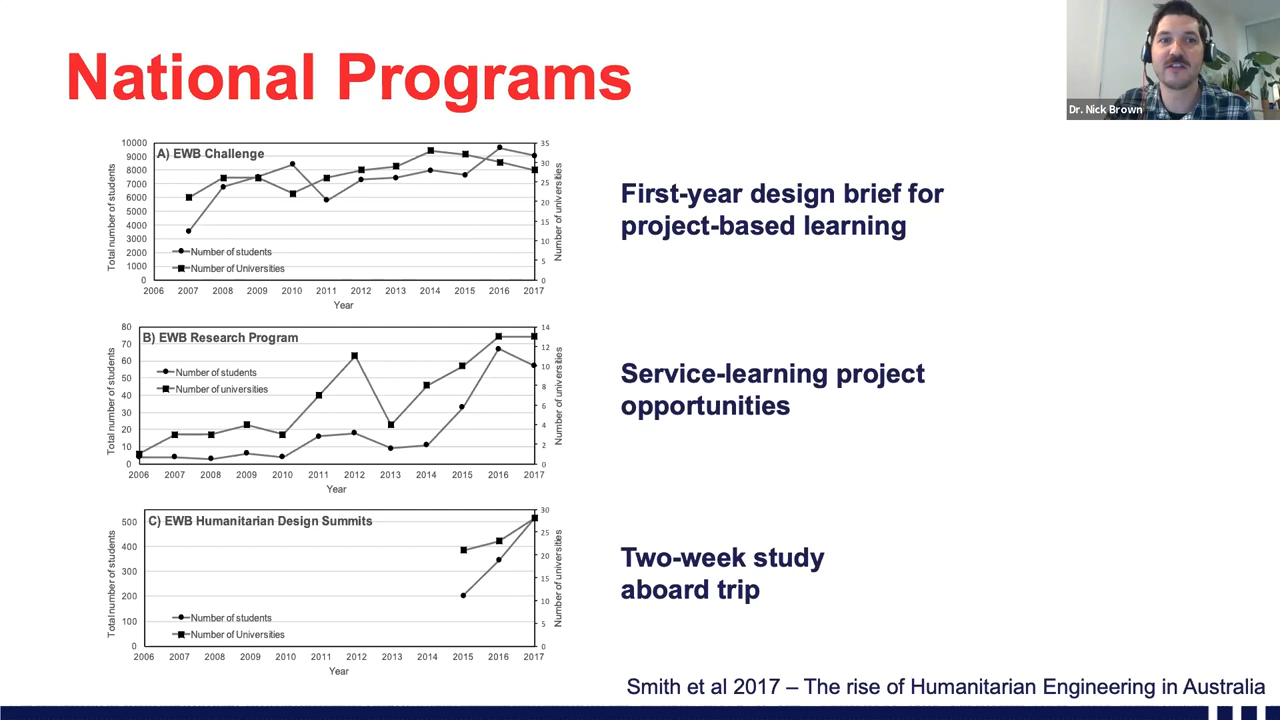 National Programs
Dr. Nick Brown
A) EWB Challenge
Total number of students
10000
9000
8000
7000
6000
5000
4000
3000
2000
1000
0
35
30
25
20
15
10
5
0
Number of universities
Number of students
Number of Universities
2006 2007 2008 2009 2010 2011 2012 2013 2014 2015 2016 2017
Year
First-year design brief for
project-based learning
B) EWB Research Program
Total number of students
80
70
60
50
40
30
20
10
0
14
12
10
8
6
4
2
0
Number of universities
Number of students
Number of universities
2006 2007 2008 2009 2010 2011 2012 2013 2014 2015 2016 2017
Year
Service-learning project
opportunities
C) EWB Humanitarian Design Summits
Total number of students
500
400
300
200
100
0
30
25
20
15
10
5
0
Number of universities
Number of students
Number of Universities
2006 2007 2008 2009 2010 2011 2012 2013 2014 2015 2016 2017
Year
Two-week study
aboard trip
Smith et al 2017 – The rise of Humanitarian Engineering in Australia